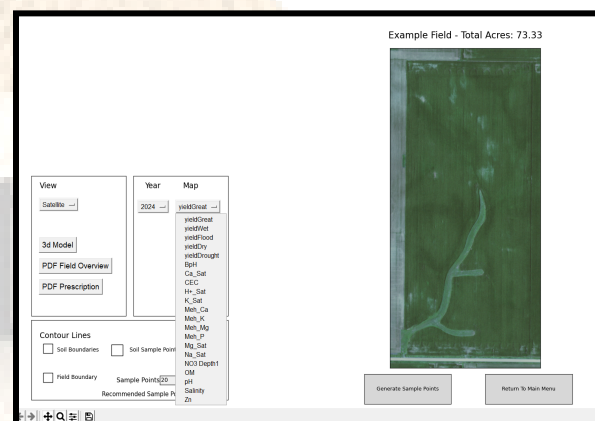 Example Field - Total Acres: 73.33
View
Year Map
Satellite
2024 yieldGreat
3d Model
PDF Field Overview
PDF Prescription
yieldGreat
yieldWet
yieldFlood
yieldDry
yieldDrought
BpH
Ca_Sat
CEC
H+_Sat
K_Sat
Meh_Ca
Meh_K
Meh_Mg
Meh_P
Mg_Sat
Na_Sat
NO3 Depth1
OM
pH
Salinity
Zn
Contour Lines
Soil Boundaries Soil Sample
Field Boundary Sample Points 20
Recommended Sample
Generate Sample Points Return To Main Menu